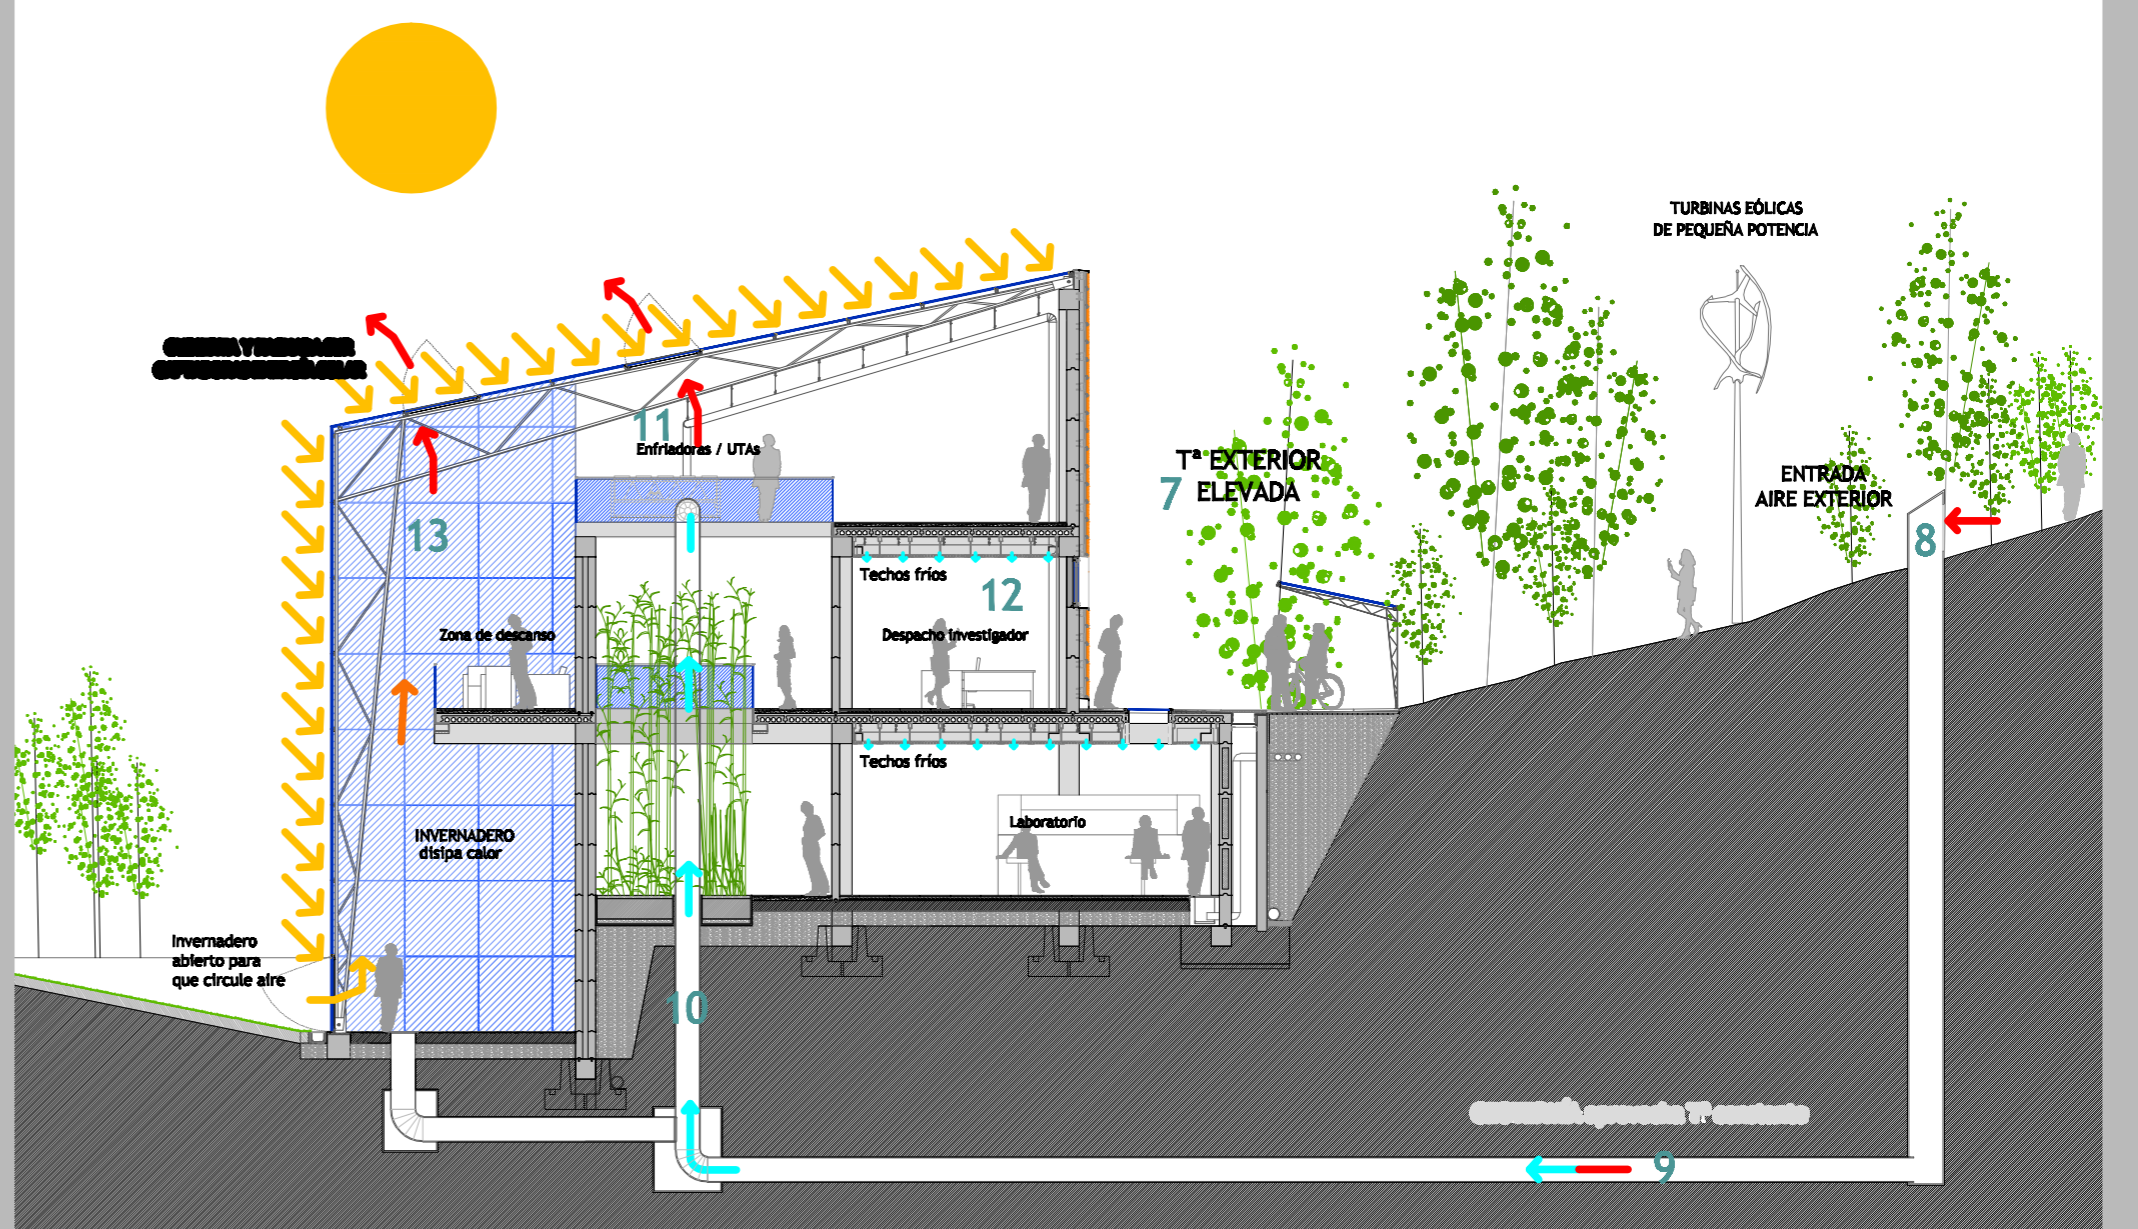 TURBINAS EÓLICAS
DE PEQUEÑA POTENCIA
11
Enfriadoras / UTAs
Tª EXTERIOR
7 ELEVADA
ENTRADA
AIRE EXTERIOR
8
13
Techos fríos
12
Zona de descanso
Despacho investigador
Techos fríos
INVERNADERO
disipa calor
Laboratorio
Invernadero
abierto para
que circule aire
10
9